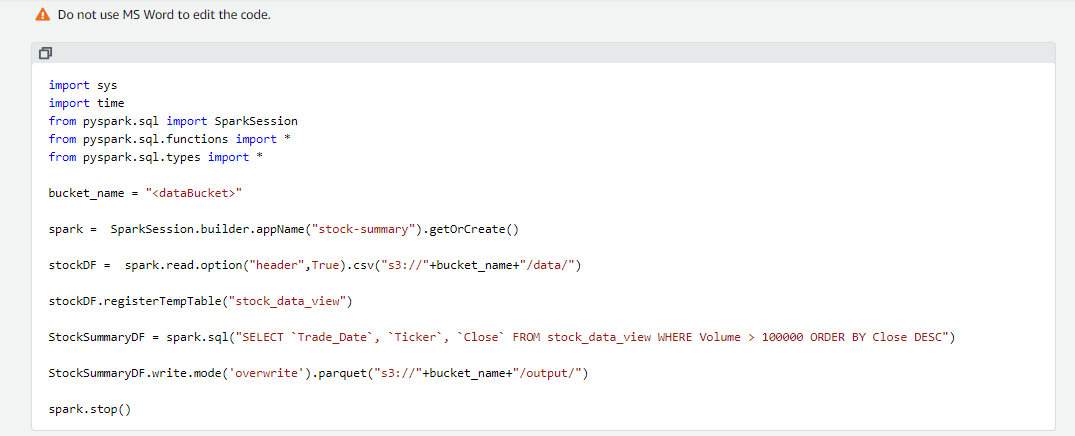 Do not use MS Word to edit the code.
import sys
import time
from pyspark.sql import SparkSession
from pyspark.sql.functions import *
from pyspark.sql.types import *
bucket_name = "<dataBucket>"
spark =  SparkSession.builder.appName("stock-summary").getOrCreate()
stockDF =  spark.read.option("header",True).csv("s3://"+bucket_name+"/data/")
stockDF.registerTempTable("stock_data_view")
StockSummaryDF = spark.sql("SELECT `Trade_Date`, `Ticker`, `Close` FROM stock_data_view WHERE Volume > 100000 ORDER BY Close DESC")
StockSummaryDF.write.mode('overwrite').parquet("s3://"+bucket_name+"/output/")
spark.stop()